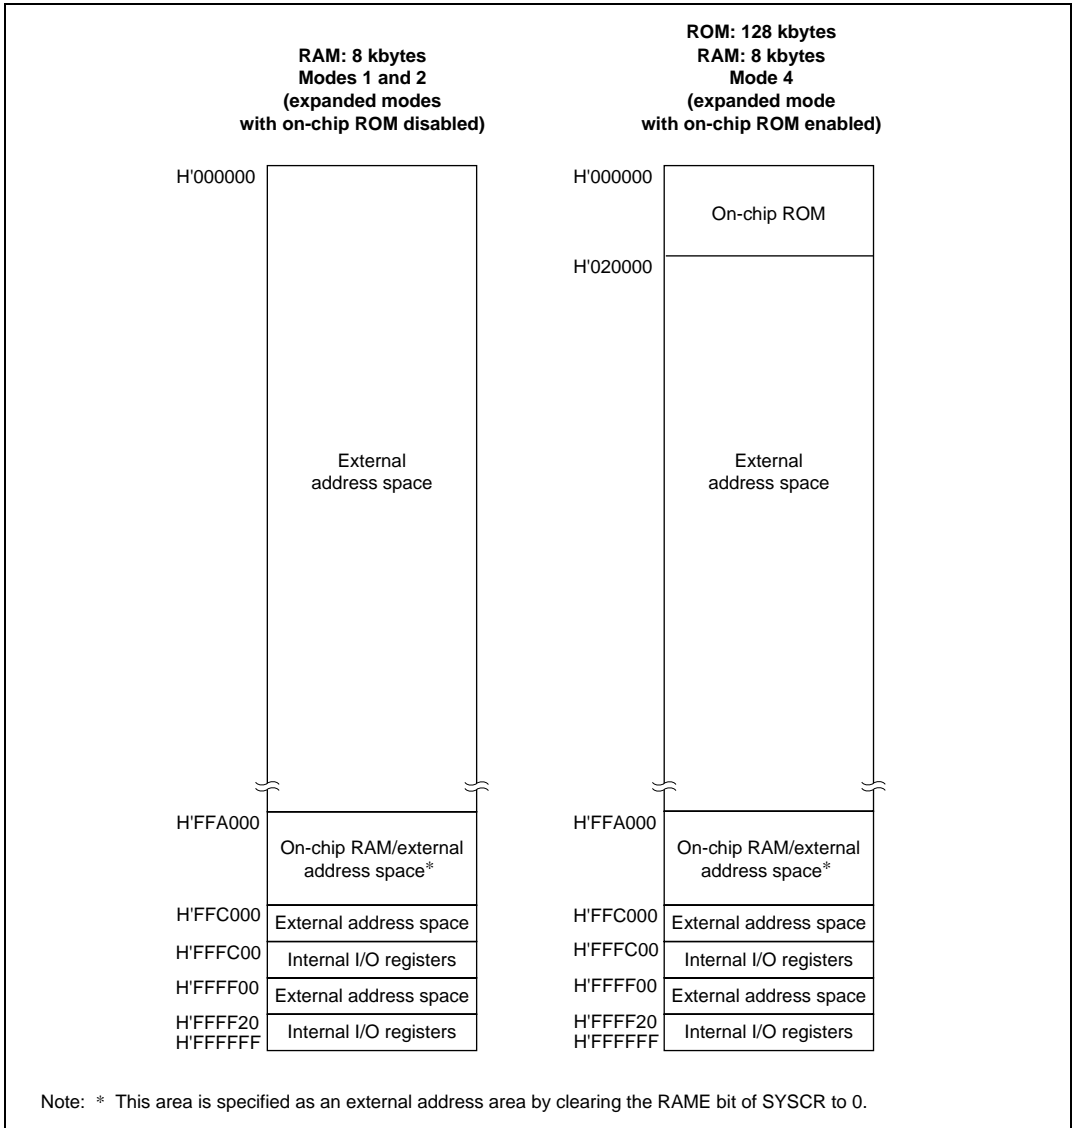 RAM: 8 kbytes
Modes 1 and 2
(expanded modes
with on-chip ROM disabled)
H'000000
External
address space
H'FFA000
On-chip RAM/external
address space*
H'FFC000
External address space
H'FFFC00
Internal I/O registers
H'FFFF00
External address space
H'FFFF20
Internal I/O registers
H'FFFFFF
ROM: 128 kbytes
RAM: 8 kbytes
Mode 4
(expanded mode
with on-chip ROM enabled)
H'000000
On-chip ROM
H'020000
External
address space
H'FFA000
On-chip RAM/external
address space*
H'FFC000
External address space
H'FFFC00
Internal I/O registers
H'FFFF00
External address space
H'FFFF20
Internal I/O registers
H'FFFFFF
Note: * This area is specified as an external address area by clearing the RAME bit of SYSCR to 0.